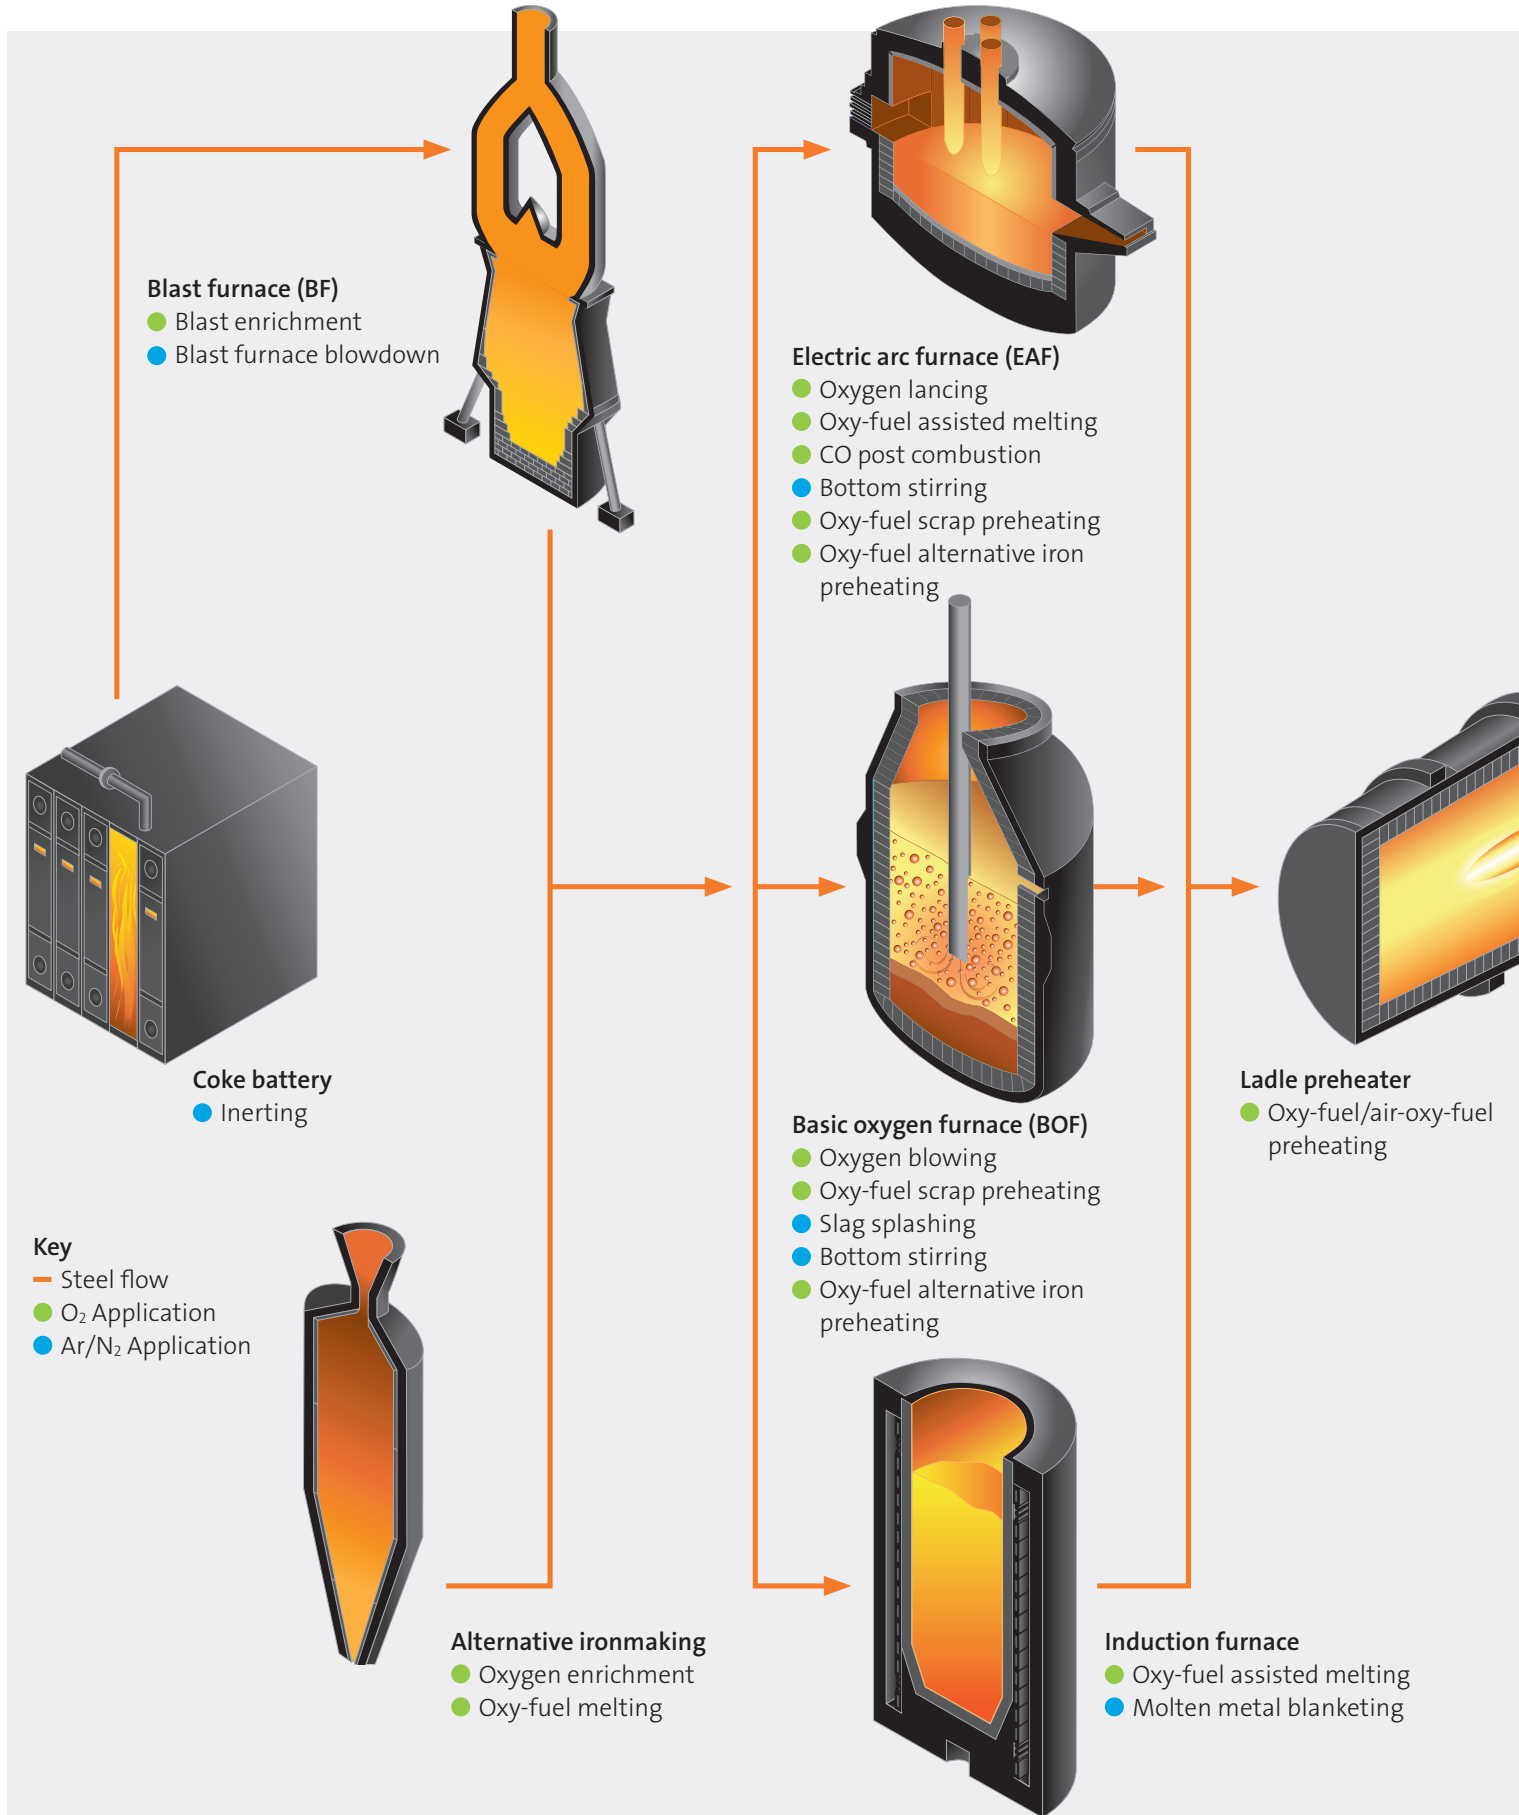 Blast furnace (BF)
Blast enrichment
Blast furnace blowdown
Electric arc furnace (EAF)
Oxygen lancing
Oxy-fuel assisted melting
CO post combustion
Bottom stirring
Oxy-fuel scrap preheating
Oxy-fuel alternative iron
preheating
Coke battery
Inerting
Basic oxygen furnace (BOF)
Oxygen blowing
Oxy-fuel scrap preheating
Slag splashing
Bottom stirring
Oxy-fuel alternative iron
preheating
Ladle preheater
Oxy-fuel/air-oxy-fuel
preheating
Key
Steel flow
O₂ Application
Ar/N₂ Application
Alternative ironmaking
Oxygen enrichment
Oxy-fuel melting
Induction furnace
Oxy-fuel assisted melting
Molten metal blanketing